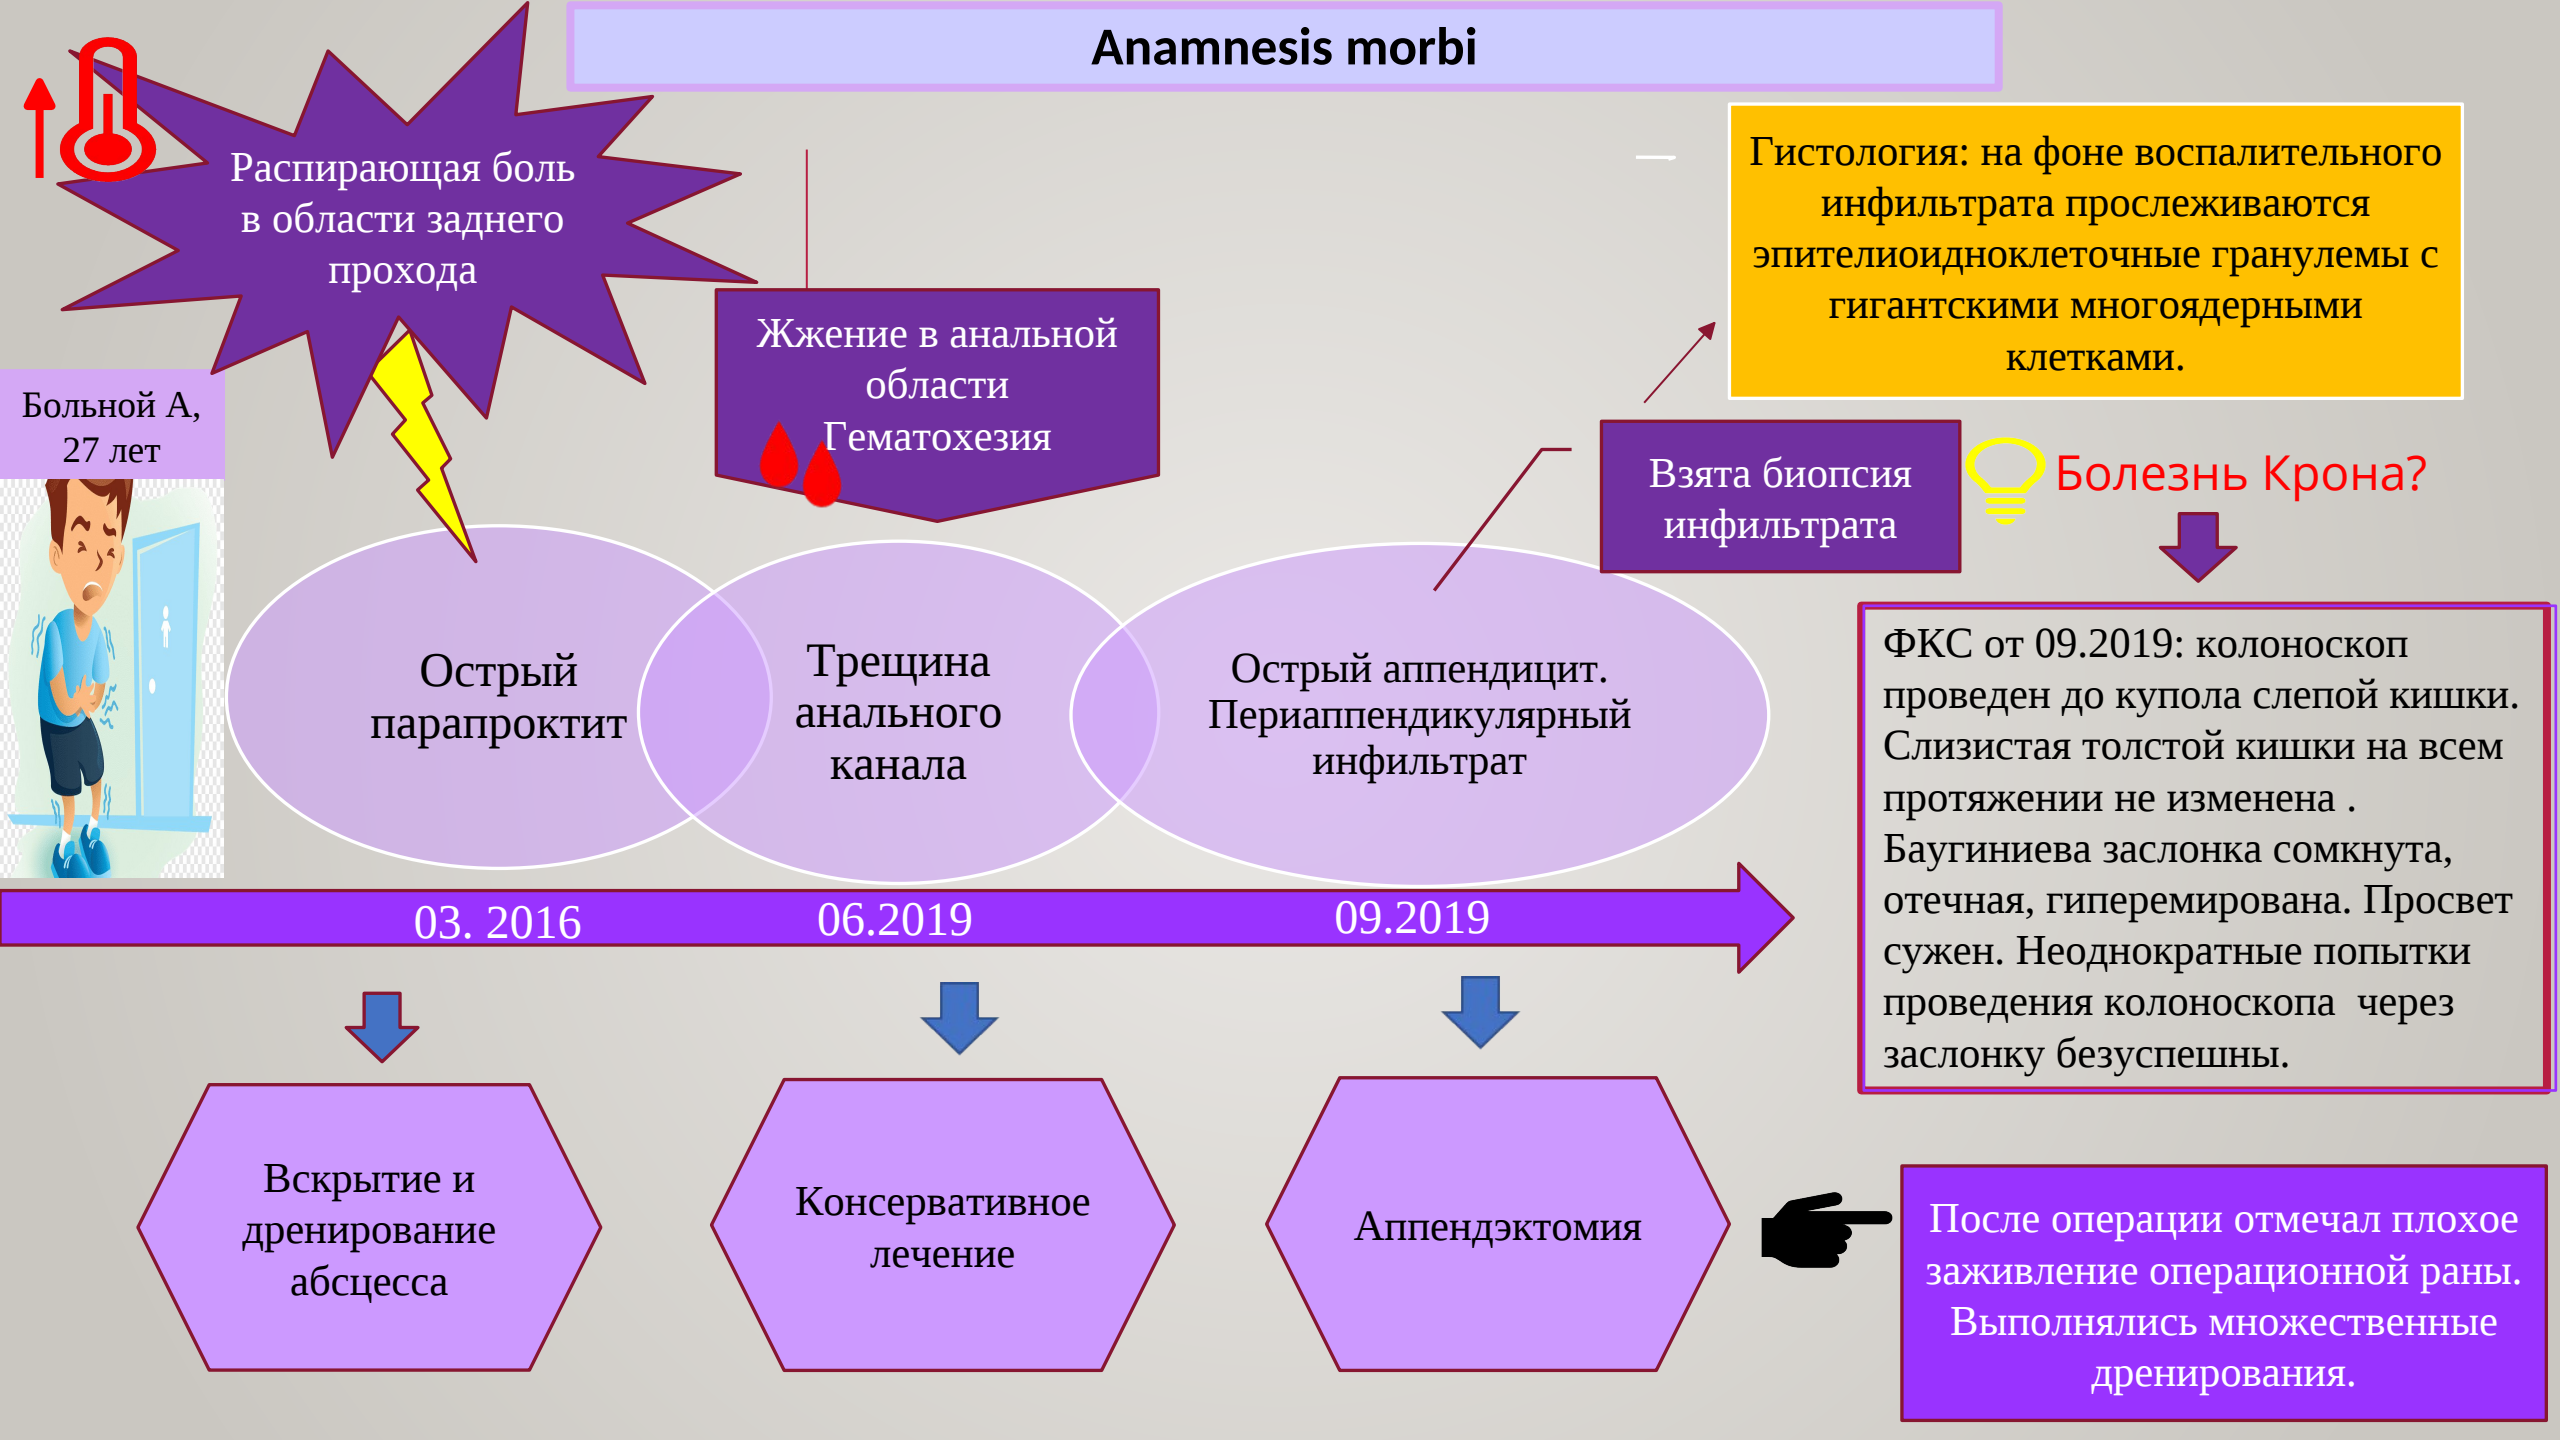 Anamnesis morbi
Распирающая боль
в области заднего
прохода
Больной А,
27 лет
Жжение в анальной
области
Гематохезия
Гистология: на фоне воспалительного
инфильтрата прослеживаются
эпителиоидноклеточные гранулемы с
гигантскими многоядерными
клетками.
Взята биопсия
инфильтрата
Болезнь Крона?
Острый
парапроктит
Трещина
анального
канала
Острый аппендицит.
Периаппендикулярный
инфильтрат
ФКС от 09.2019: колоноскоп
проведен до купола слепой кишки.
Слизистая толстой кишки на всем
протяжении не изменена .
Баугиниева заслонка сомкнута,
отечная, гиперемирована. Просвет
сужен. Неоднократные попытки
проведения колоноскопа  через
заслонку безуспешны.
03. 2016
06.2019
09.2019
Вскрытие и
дренирование
абсцесса
Консервативное
лечение
Аппендэктомия
После операции отмечал плохое
заживление операционной раны.
Выполнялись множественные
дренирования.